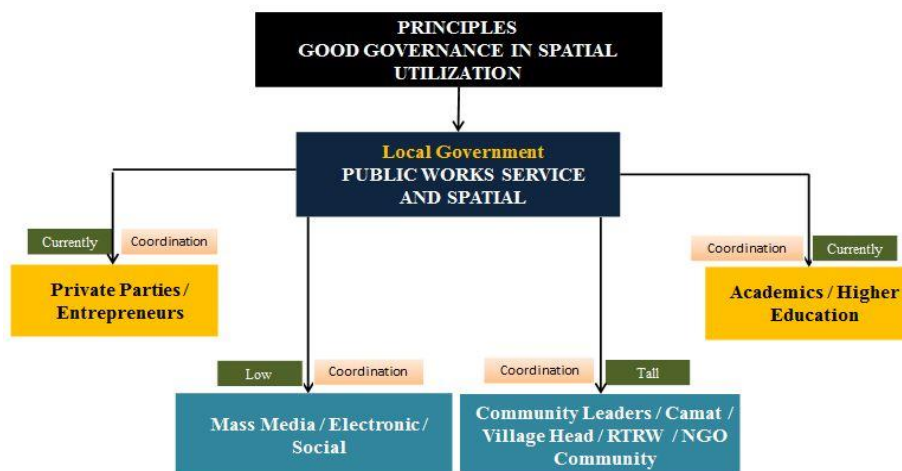 PRINCIPLES
GOOD GOVERNANCE IN SPATIAL
UTILIZATION
Local Government
PUBLIC WORKS SERVICE
AND SPATIAL
Currently
Coordination
Private Parties /
Entrepreneurs
Coordination
Currently
Academics / Higher
Education
Low
Coordination
Mass Media / Electronic /
Social
Coordination
Tall
Community Leaders / Camat /
Village Head / RTRW / NGO
Community